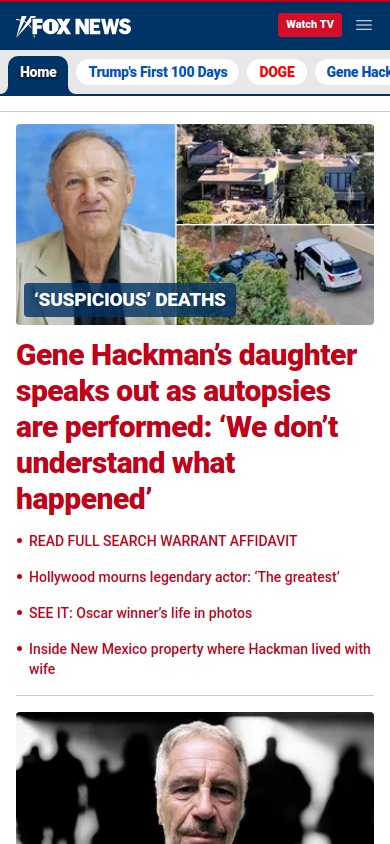 FOX NEWS
Watch TV
Home
Trump's First 100 Days
DOGE
Gene Hack
‘SUSPICIOUS’ DEATHS
Gene Hackman’s daughter
speaks out as autopsies
are performed: ‘We don’t
understand what
happened’
• READ FULL SEARCH WARRANT AFFIDAVIT
• Hollywood mourns legendary actor: ‘The greatest’
• SEE IT: Oscar winner’s life in photos
• Inside New Mexico property where Hackman lived with
wife